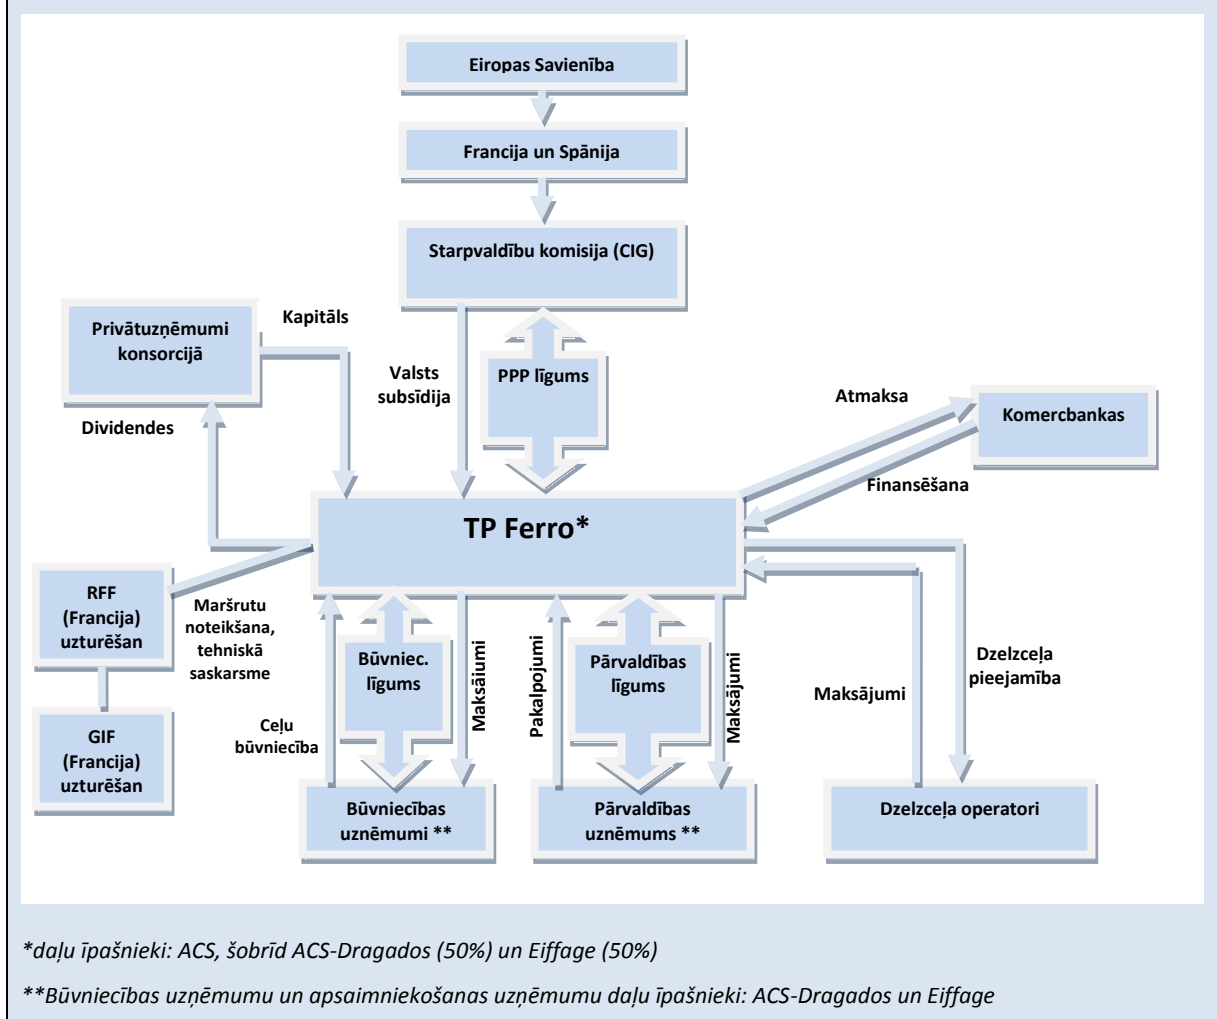 Eiropas Savienība
Francija un Spānija
Starpvaldību komisija (CIG)
Privātuzņēmumi
konsorcijā
Kapitāls
Valsts
subsīdija
PPP līgums
Atmaksa
Komercbankas
Dividendes
Finansēšana
TP Ferro*
RFF
(Francija)
uzturēšan
Maršrutu
noteikšana,
tehniskā
saskarsme
Būvniec.
līgums
Maksāiumi
Pakalpojumi
Pārvaldības
līgums
Maksājumi
Dzelzceļa
pieejamība
Maksājumi
GIF
(Francija)
uzturēšan
Ceļu
būvniecība
Būvniecības
uznēmumi **
Pārvaldības
uznēmums **
Dzelzceļa operatori
*daļu īpašnieki: ACS, šobrīd ACS-Dragados (50%) un Eiffage (50%)
**Būvniecības uzņēmumu un apsaimniekošanas uzņēmumu daļu īpašnieki: ACS-Dragados un Eiffage